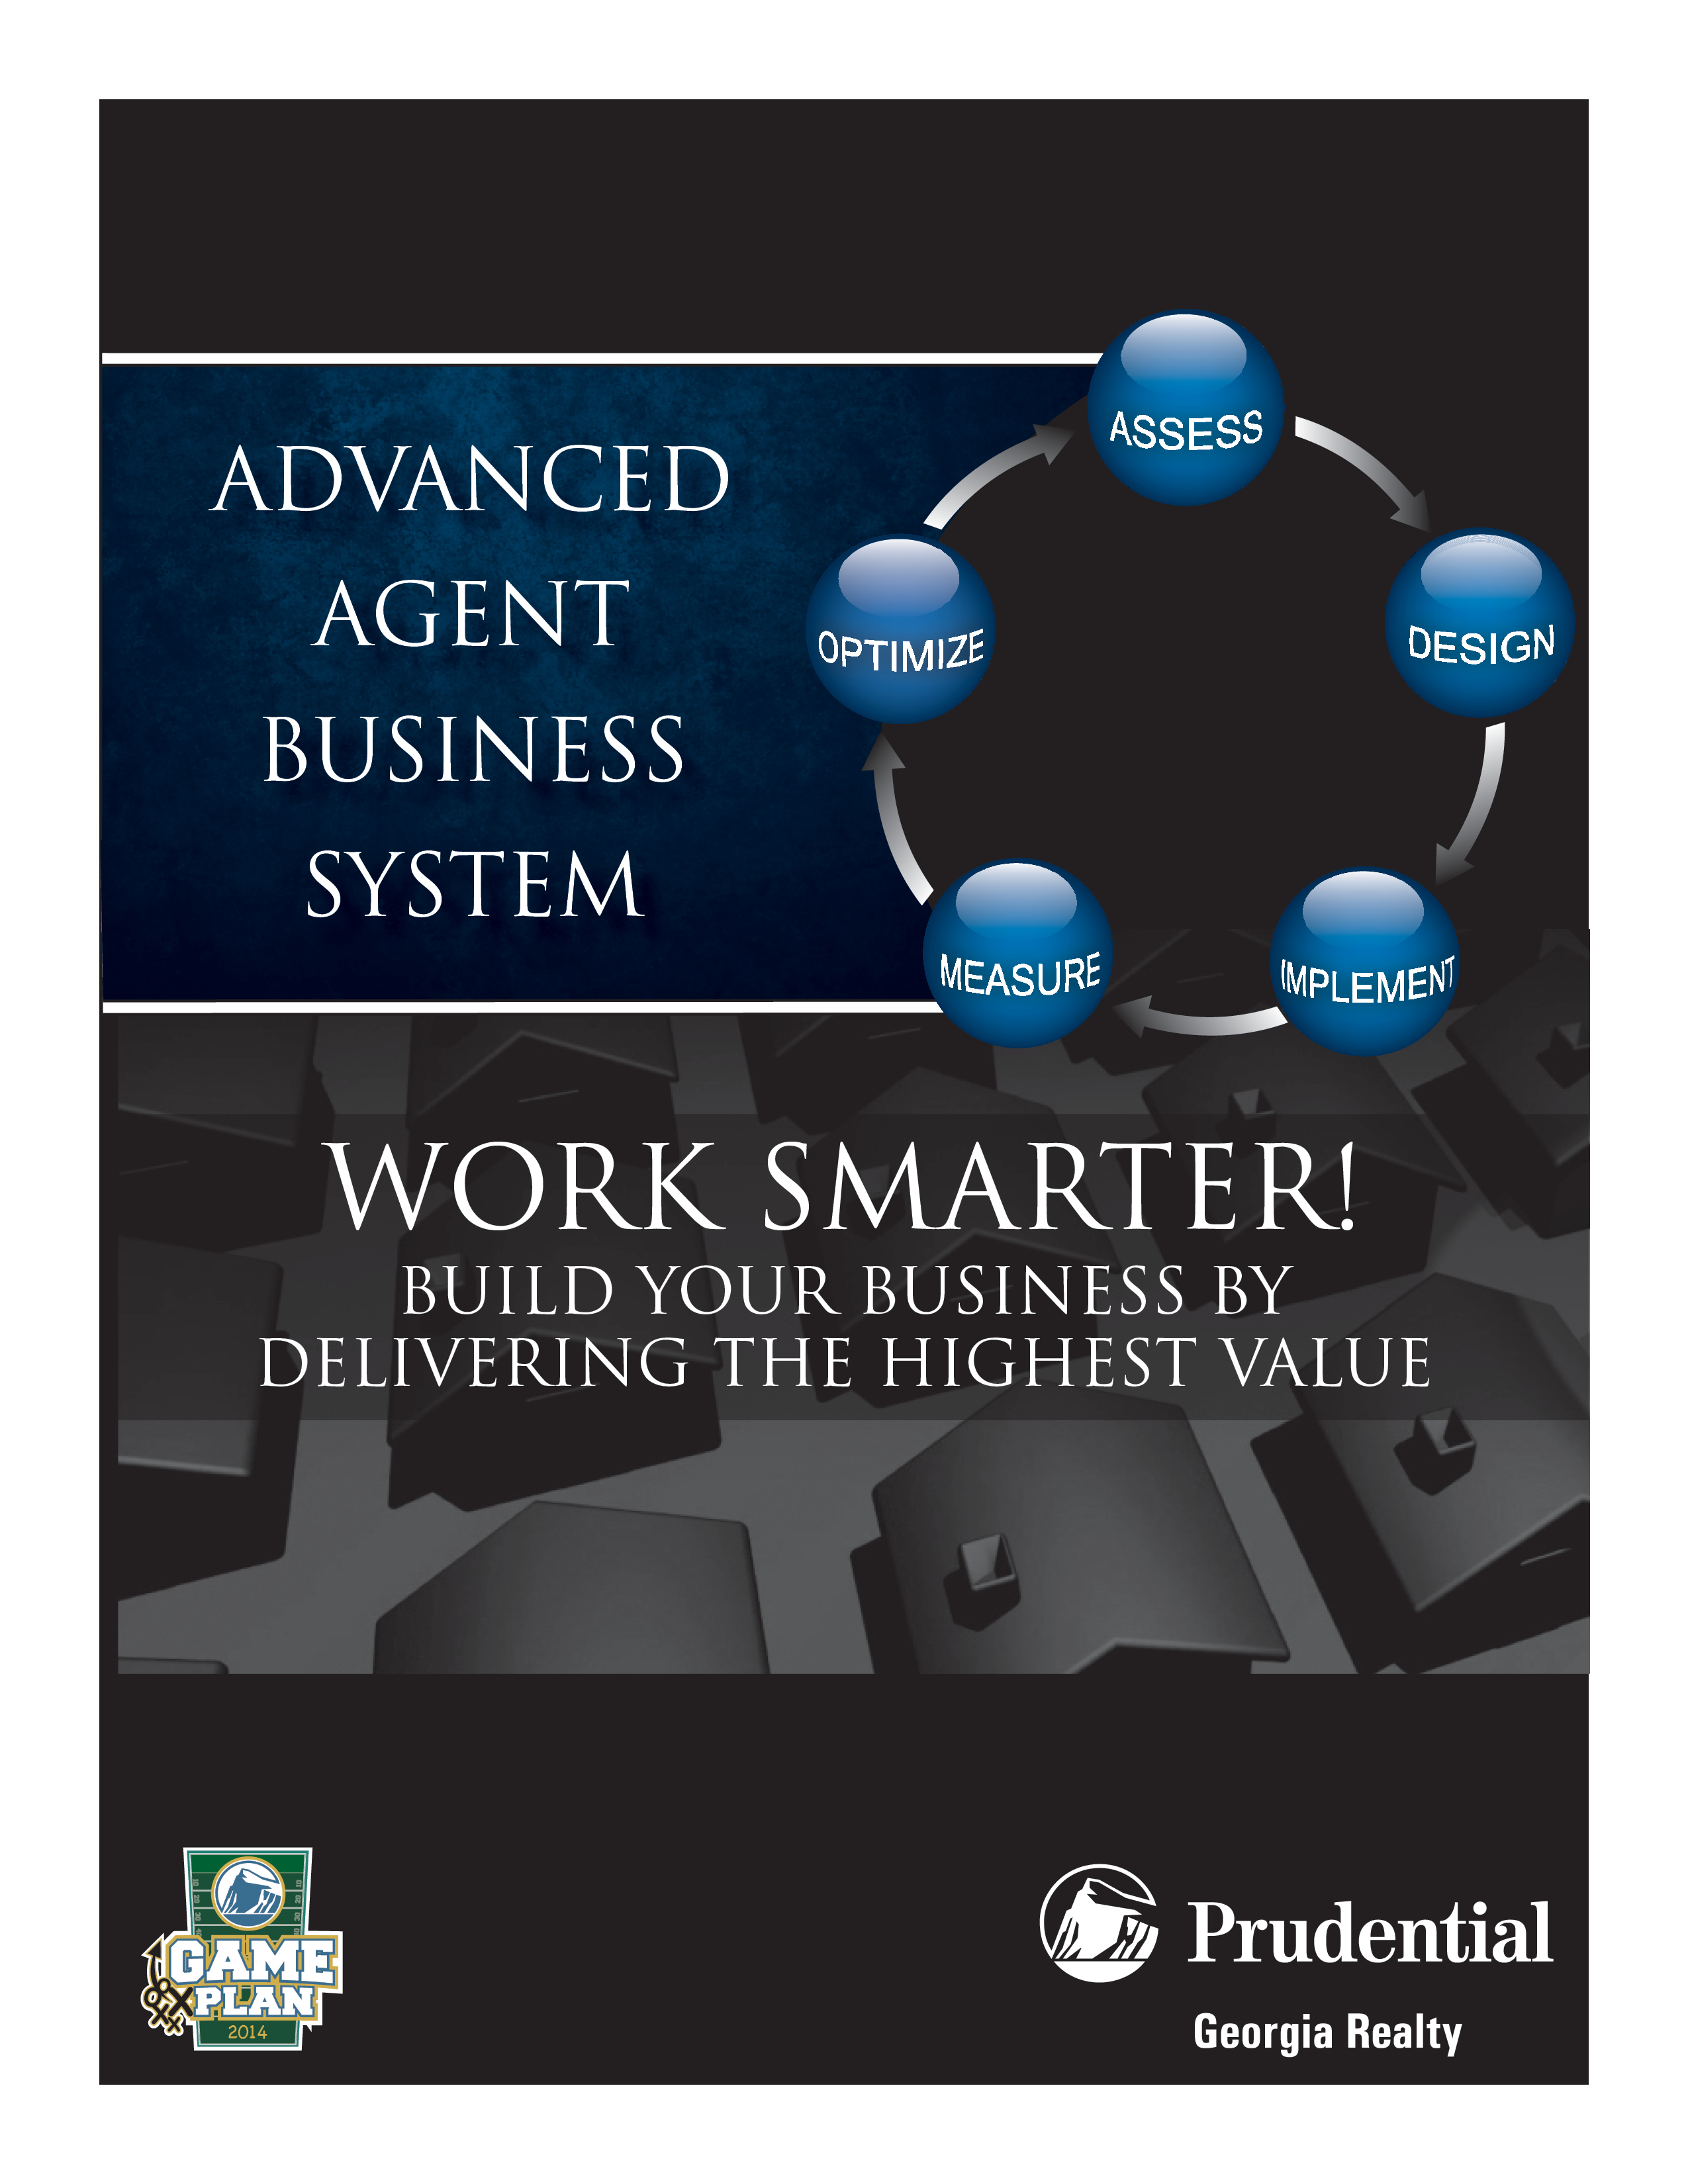 ADVANCED
AGENT
BUSINESS
SYSTEM
ASSESS
DESIGN
IMPLEMENT
MEASURE
OPTIMIZE
WORK SMARTER!
BUILD YOUR BUSINESS BY
DELIVERING THE HIGHEST VALUE
GAME
PLAN
2014
Prudential
Georgia Realty